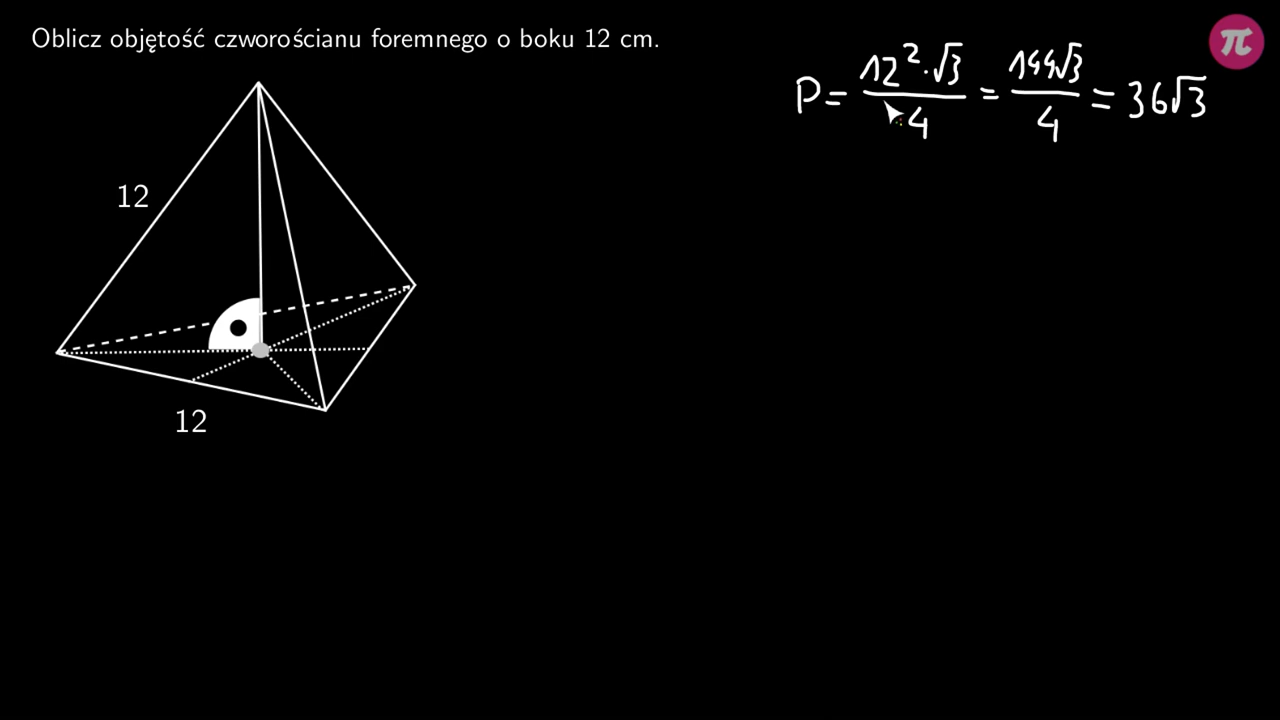 Oblicz objętość czworościanu foremnego o boku 12 cm.
π
P = 12² · √3 / 4 = 144√3 / 4 = 36√3
12
12